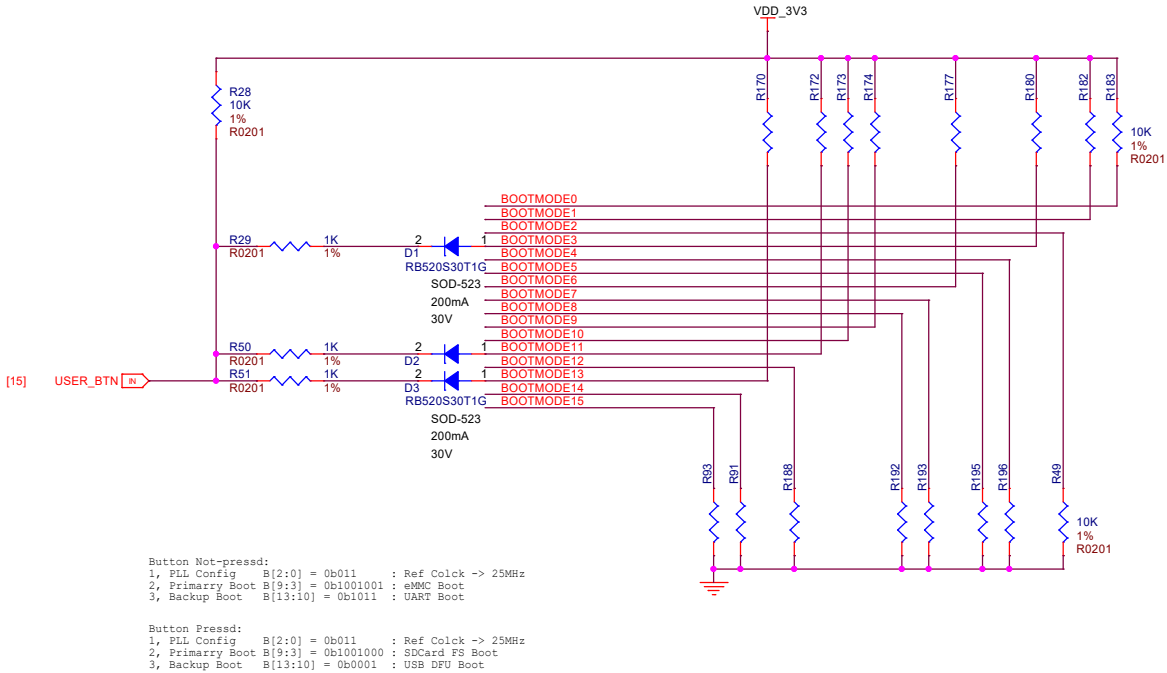 VDD_3V3
R170
R172
R173
R174
R177
R180
R182
R183
R28
10K
1%
R0201
10K
1%
R0201
BOOTMODE0
BOOTMODE1
BOOTMODE2
R29 1K 2 1 BOOTMODE3
R0201 1% D1 BOOTMODE4
RB520S30T1G BOOTMODE5
SOD-523 BOOTMODE6
200mA BOOTMODE7
BOOTMODE8
30V BOOTMODE9
BOOTMODE10
R50 1K 2 1 BOOTMODE11
R0201 1% D2 BOOTMODE12
R51 1K 2 1 BOOTMODE13
[15] USER_BTN IN
R0201 1% D3 BOOTMODE14
RB520S30T1G BOOTMODE15
SOD-523
200mA
30V
R93
R91
R188
R192
R193
R195
R196
R49
10K
1%
R0201
Button Not-pressd:
1, PLL Config B[2:0] = 0b011 : Ref Colck -> 25MHz
2, Primarry Boot B[9:3] = 0b1001001 : eMMC Boot
3, Backup Boot B[13:10] = 0b1011 : UART Boot
Button Pressd:
1, PLL Config B[2:0] = 0b011 : Ref Colck -> 25MHz
2, Primarry Boot B[9:3] = 0b1001000 : SDCard FS Boot
3, Backup Boot B[13:10] = 0b0001 : USB DFU Boot